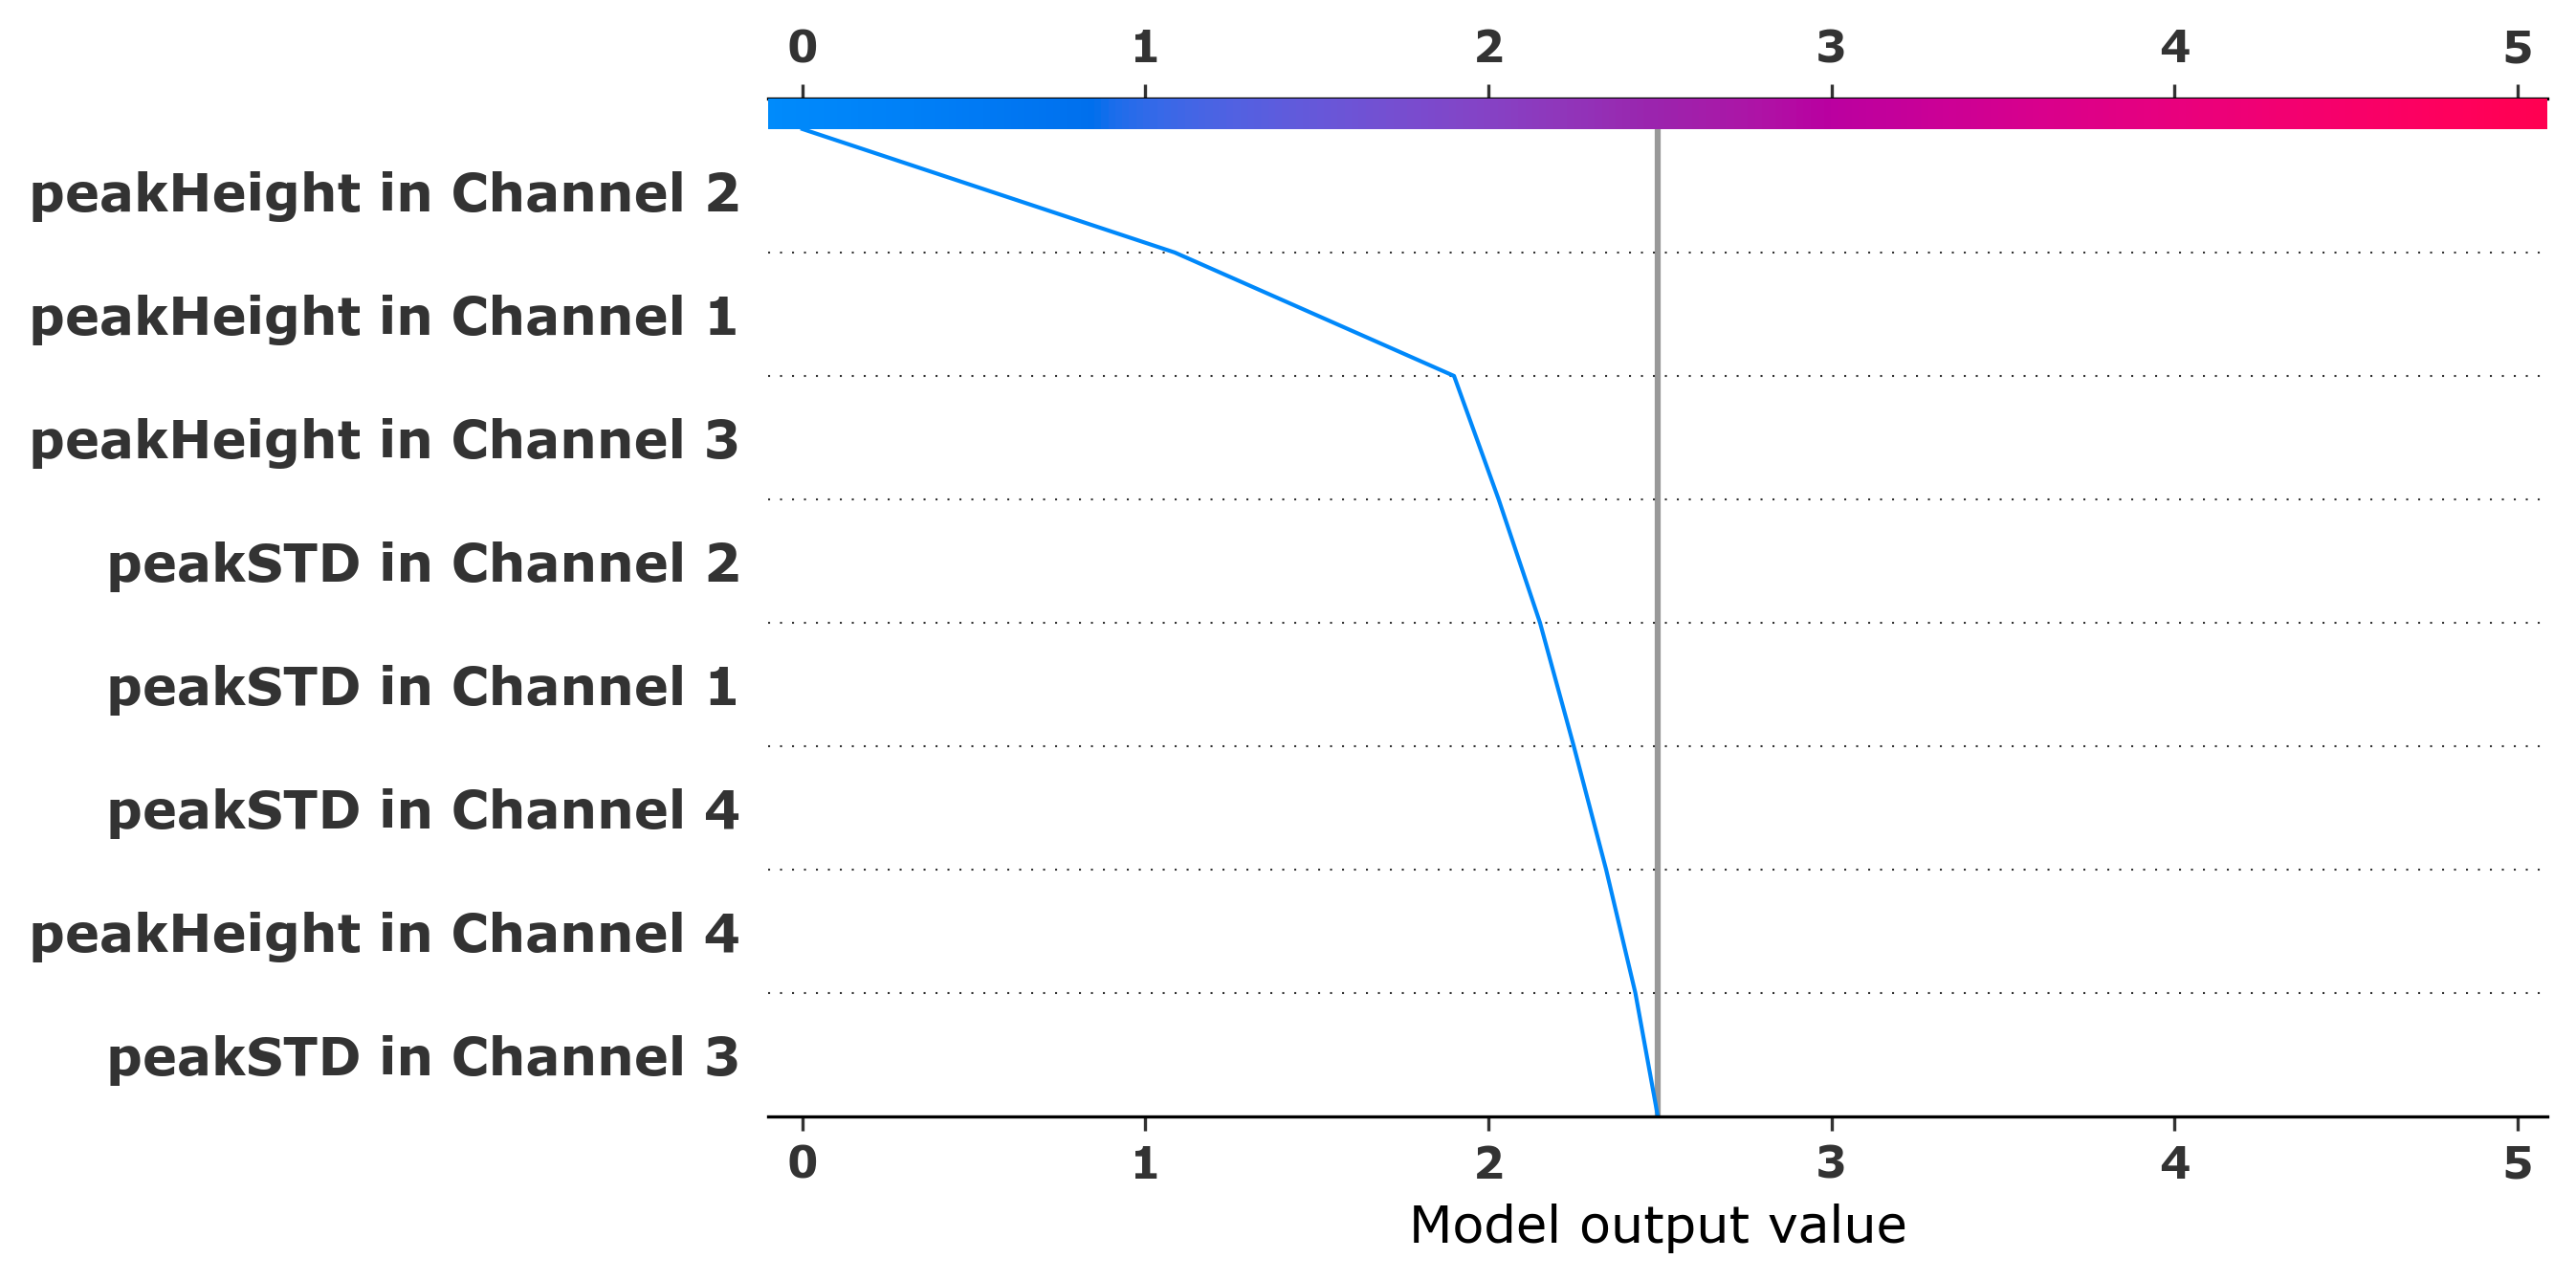 0 1 2 3 4 5
peakHeight in Channel 2
peakHeight in Channel 1
peakHeight in Channel 3
peakSTD in Channel 2
peakSTD in Channel 1
peakSTD in Channel 4
peakHeight in Channel 4
peakSTD in Channel 3
0 1 2 3 4 5
Model output value